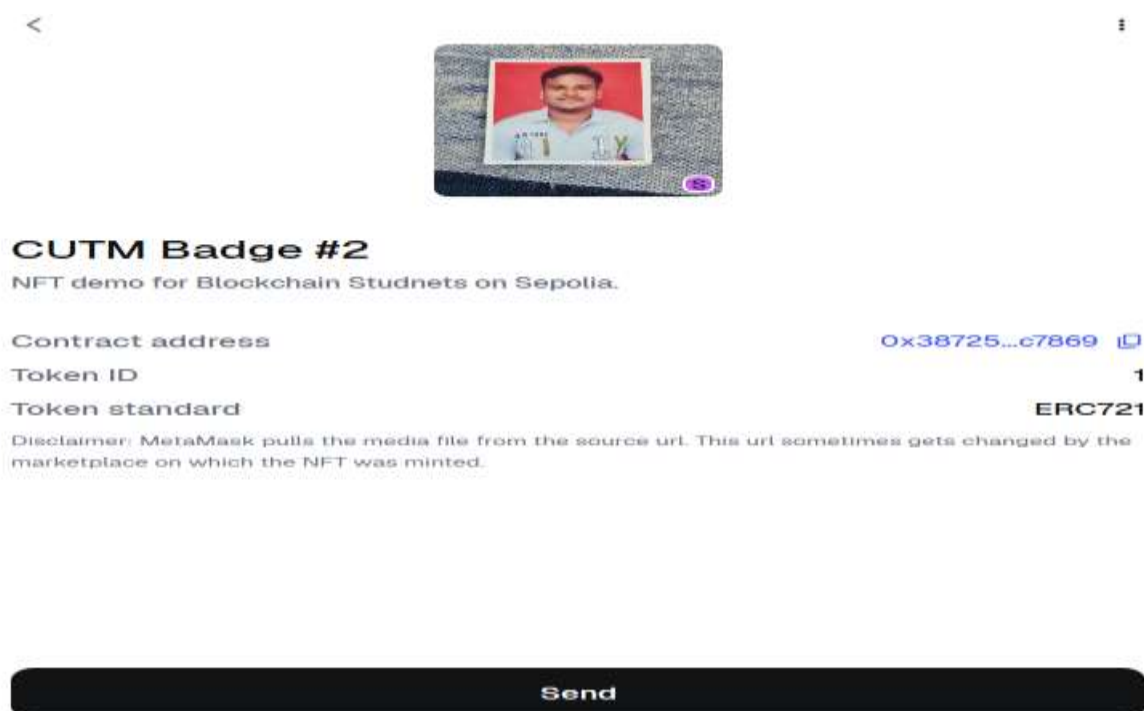 CUTM Badge #2
NFT demo for Blockchain Studnets on Sepolia.
Contract address 0x38725...c7869
Token ID 1
Token standard ERC721
Disclaimer: MetaMask pulls the media file from the source url. This url sometimes gets changed by the
marketplace on which the NFT was minted.
Send